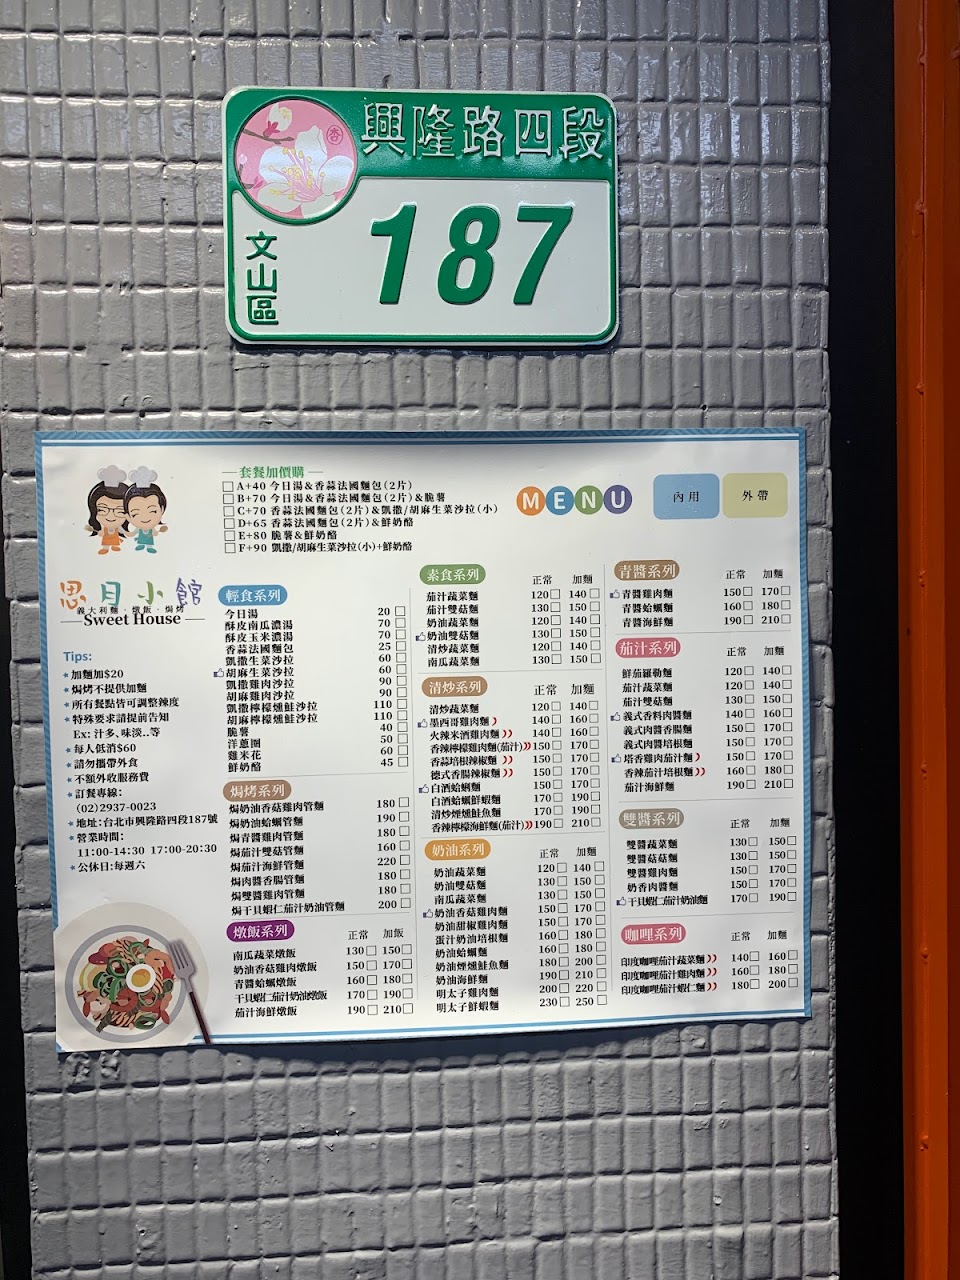 杏
興隆路四段
文山區
187
套餐加價購
A+40 今日湯&香蒜法國麵包(2片)
B+70 今日湯&香蒜法國麵包(2片)&脆薯
C+70 香蒜法國麵包(2片)&凱撒/胡麻生菜沙拉(小)
D+65 香蒜法國麵包(2片)&鮮奶酪
E+80 脆薯&鮮奶酪
F+90 凱撒/胡麻生菜沙拉(小)+鮮奶酪
MENU
內用
外帶
思月小館
義大利麵‧燉飯‧焗烤
Sweet House
Tips:
加麵加$20
焗烤不提供加麵
所有餐點皆可調整辣度
特殊要求請提前告知
Ex: 汁多、味淡..等
每人低消$60
請勿攜帶外食
不額外收服務費
訂餐專線:
(02)2937-0023
地址:台北市興隆路四段187號
營業時間:
11:00-14:30 17:00-20:30
公休日:每週六
輕食系列
今日湯 20
酥皮南瓜濃湯 70
酥皮玉米濃湯 70
香蒜法國麵包 25
凱撒生菜沙拉 60
胡麻生菜沙拉 60
凱撒雞肉沙拉 90
胡麻雞肉沙拉 90
凱撒檸檬燻鮭沙拉 110
胡麻檸檬燻鮭沙拉 110
脆薯 40
洋蔥圈 50
雞米花 60
鮮奶酪 45
焗烤系列
焗奶油香菇雞肉管麵 180
焗奶油蛤蠣管麵 190
焗青醬雞肉管麵 180
焗茄汁雙菇管麵 160
焗茄汁海鮮管麵 220
焗肉醬香腸管麵 180
焗雙醬雞肉管麵 180
焗干貝蝦仁茄汁奶油管麵 200
燉飯系列 正常 加飯
南瓜蔬菜燉飯 130 150
奶油香菇雞肉燉飯 150 170
青醬蛤蠣燉飯 160 180
干貝蝦仁茄汁奶油燉飯 170 190
茄汁海鮮燉飯 190 210
素食系列 正常 加麵
茄汁蔬菜麵 120 140
茄汁雙菇麵 130 150
奶油蔬菜麵 120 140
奶油雙菇麵 130 150
清炒蔬菜麵 120 140
南瓜蔬菜麵 130 150
清炒系列 正常 加麵
清炒蔬菜麵 120 140
墨西哥雞肉麵 140 160
火辣米酒雞肉麵 140 160
香辣檸檬雞肉麵(茄汁) 150 170
香蒜培根辣椒麵 150 170
德式香腸辣椒麵 150 170
白酒蛤蜊麵 150 170
白酒蛤蠣鮮蝦麵 170 190
清炒煙燻鮭魚麵 170 190
香辣檸檬海鮮麵(茄汁) 190 210
奶油系列 正常 加麵
奶油蔬菜麵 120 140
奶油雙菇麵 130 150
南瓜蔬菜麵 130 150
奶油香菇雞肉麵 150 170
奶油甜椒雞肉麵 150 170
蛋汁奶油培根麵 160 180
奶油蛤蠣麵 160 180
奶油煙燻鮭魚麵 180 200
奶油海鮮麵 190 210
明太子雞肉麵 200 220
明太子鮮蝦麵 230 250
青醬系列 正常 加麵
青醬雞肉麵 150 170
青醬蛤蠣麵 160 180
青醬海鮮麵 190 210
茄汁系列 正常 加麵
鮮茄羅勒麵 120 140
茄汁蔬菜麵 120 140
茄汁雙菇麵 130 150
義式香料肉醬麵 140 160
義式肉醬香腸麵 150 170
義式肉醬培根麵 150 170
塔香雞肉茄汁麵 150 170
香辣茄汁培根麵 160 180
茄汁海鮮麵 190 210
雙醬系列 正常 加麵
雙醬蔬菜麵 130 150
雙醬菇菇麵 130 150
雙醬雞肉麵 150 170
奶香肉醬麵 150 170
干貝蝦仁茄汁奶油麵 170 190
咖哩系列 正常 加麵
印度咖哩茄汁蔬菜麵 140 160
印度咖哩茄汁雞肉麵 160 180
印度咖哩茄汁蝦仁麵 180 200